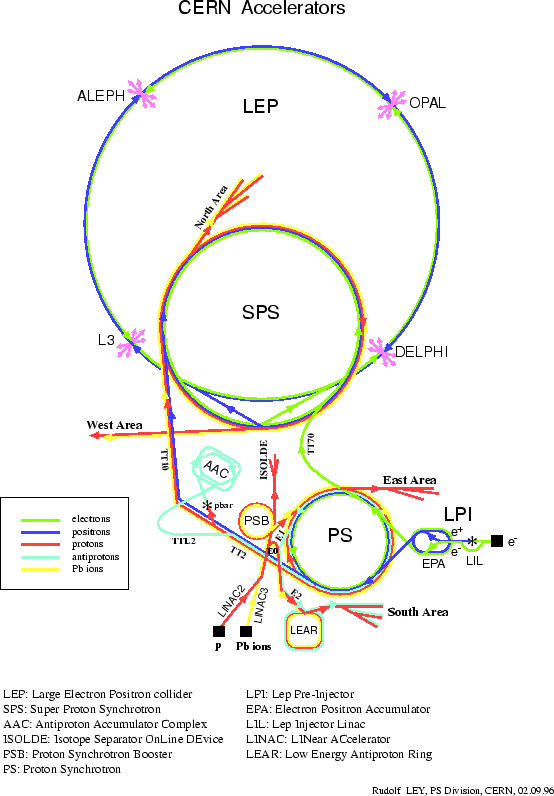 CERN Accelerators
ALEPH
OPAL
LEP
North Area
SPS
L3
DELPHI
West Area
TT10
AAC
ISOLDE
TT70
East Area
pbar
PSB
LPI
electrons
positrons
protons
antiprotons
Pb ions
TTL2
TT2
E0
E1
PS
e+
e-
EPA
LIL
e-
LINAC2
LINAC3
E2
South Area
LEAR
P
Pb ions
LEP: Large Electron Positron collider
SPS: Super Proton Synchrotron
AAC: Antiproton Accumulator Complex
ISOLDE: Isotope Separator OnLine DEvice
PSB: Proton Synchrotron Booster
PS: Proton Synchrotron
LPI: Lep Pre-Injector
EPA: Electron Positron Accumulator
LIL: Lep Injector Linac
LINAC: LINear ACcelerator
LEAR: Low Energy Antiproton Ring
Rudolf LEY, PS Division, CERN, 02.09.96